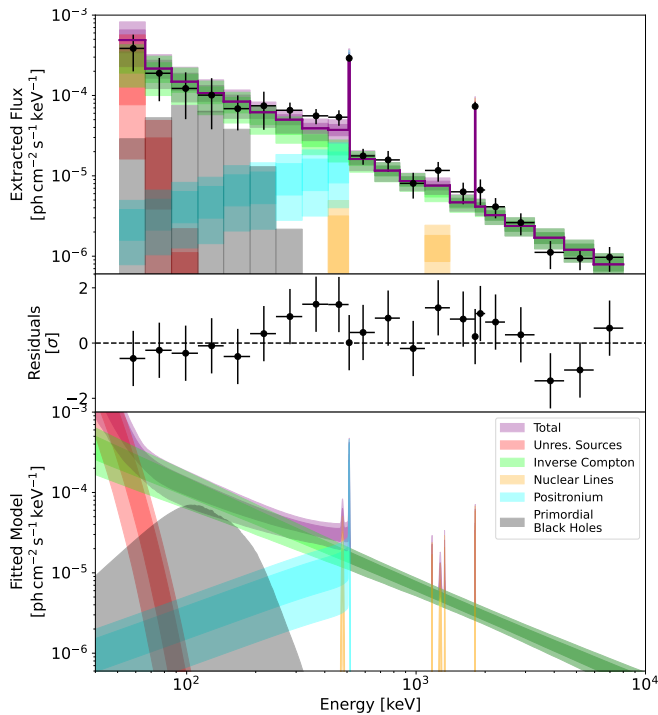 10⁻³
10⁻⁴
10⁻⁵
10⁻⁶
Extracted Flux
[ph cm⁻² s⁻¹ keV⁻¹]
2
0
−2
Residuals
[σ]
10⁻³
10⁻⁴
10⁻⁵
10⁻⁶
Fitted Model
[ph cm⁻² s⁻¹ keV⁻¹]
Total
Unres. Sources
Inverse Compton
Nuclear Lines
Positronium
Primordial
Black Holes
10²
10³
10⁴
Energy [keV]